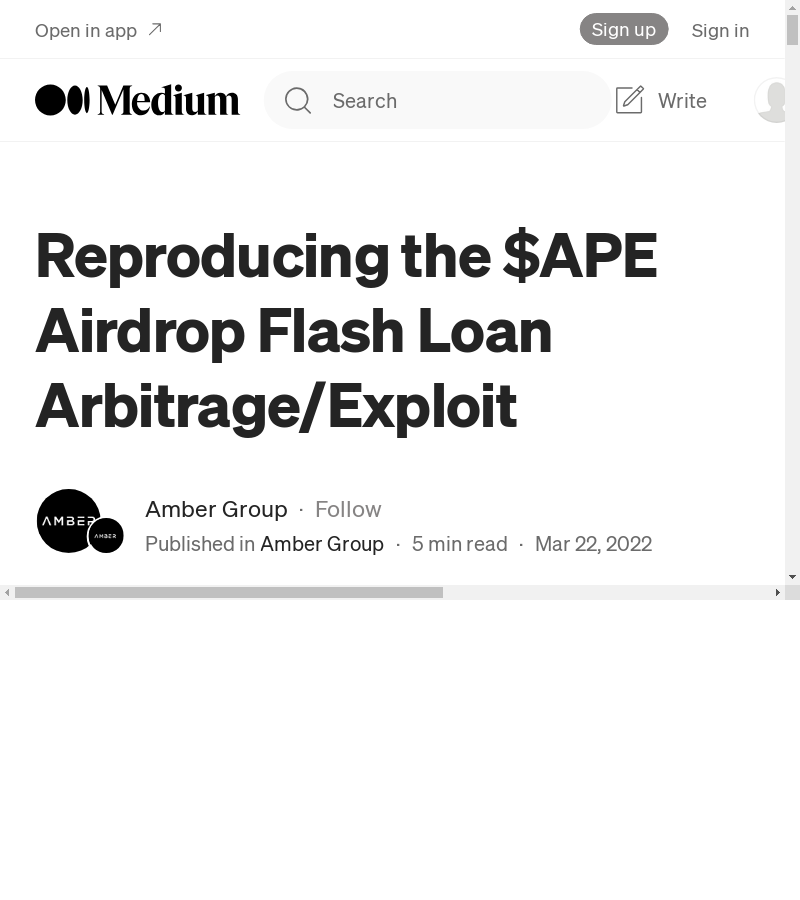 Open in app
Sign up
Sign in
Medium
Search
Write
Reproducing the $APE
Airdrop Flash Loan
Arbitrage/Exploit
AMBER
AMBER
Amber Group · Follow
Published in Amber Group · 5 min read · Mar 22, 2022